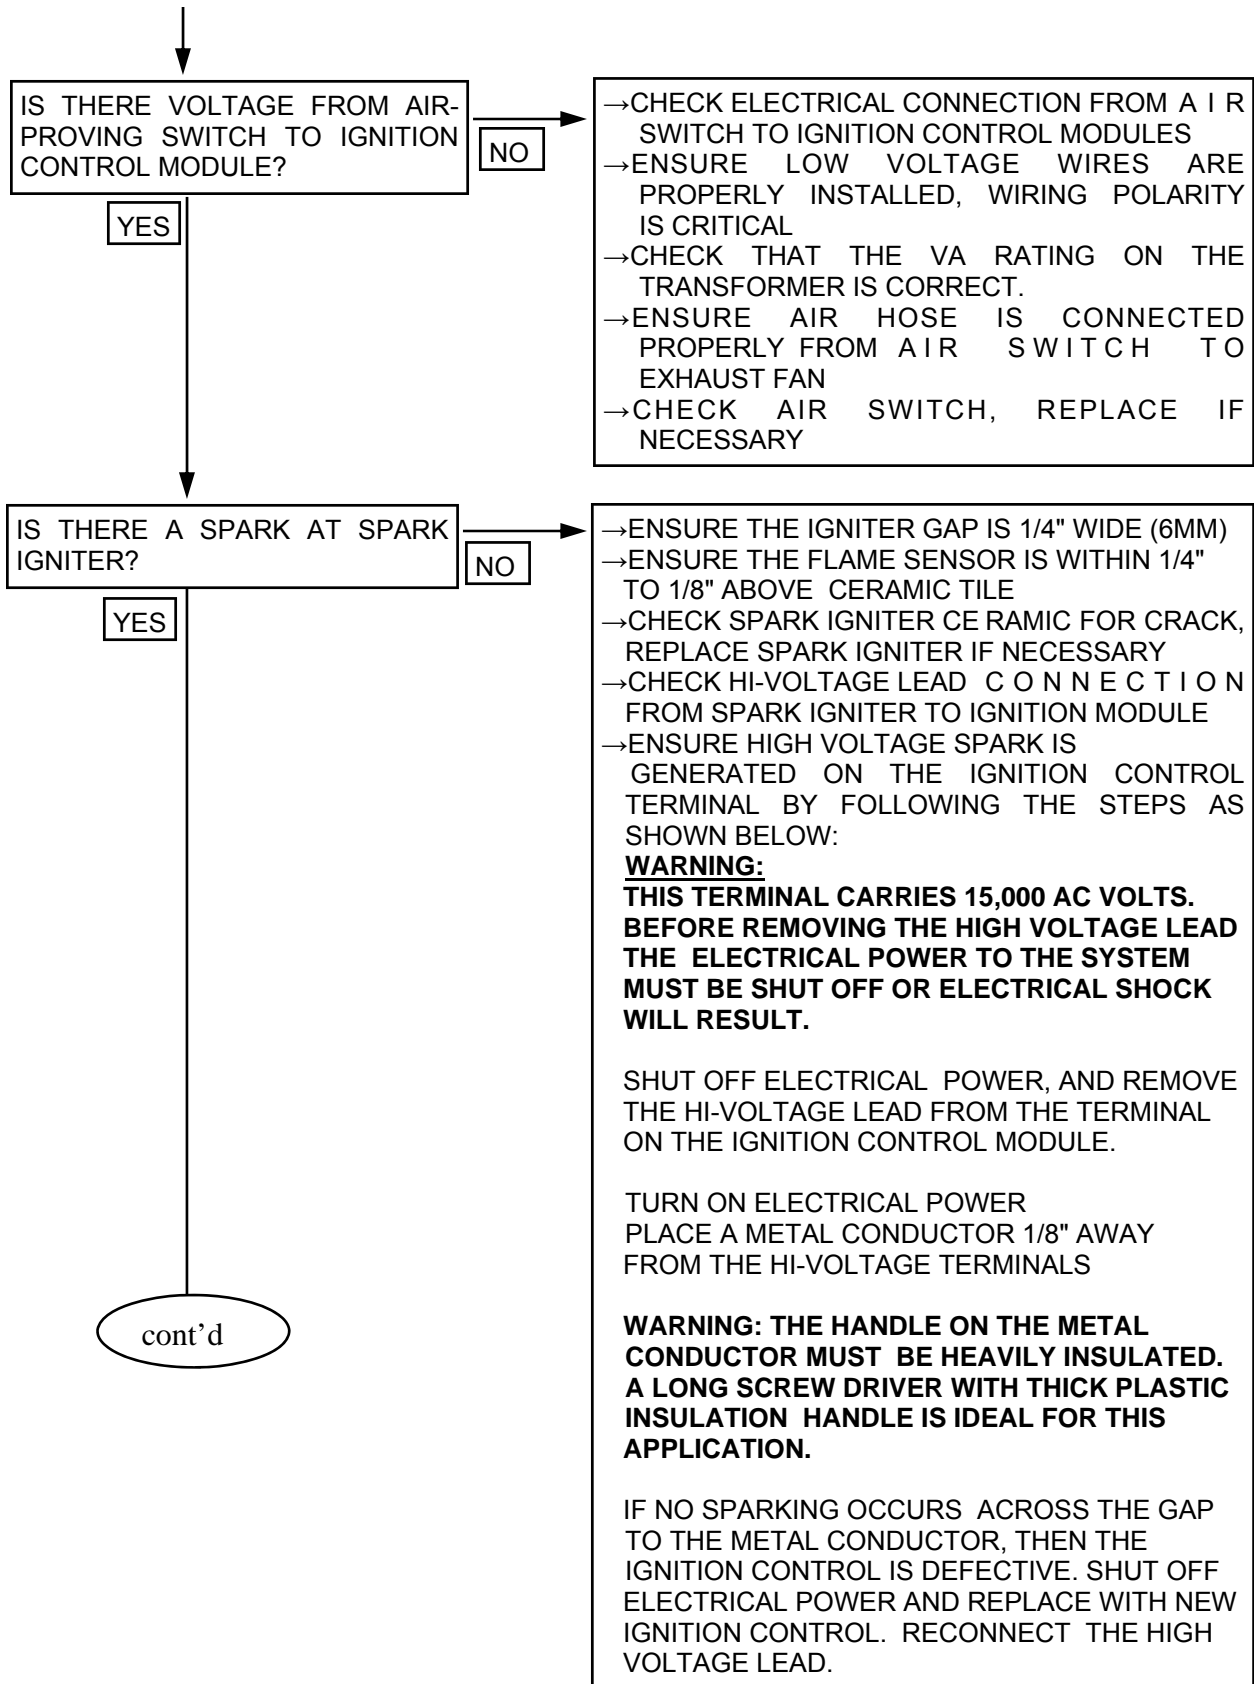 IS THERE VOLTAGE FROM AIR-
PROVING SWITCH TO IGNITION
CONTROL MODULE?
NO
YES
→CHECK ELECTRICAL CONNECTION FROM A I R
SWITCH TO IGNITION CONTROL MODULES
→ENSURE LOW VOLTAGE WIRES ARE
PROPERLY INSTALLED, WIRING POLARITY
IS CRITICAL
→CHECK THAT THE VA RATING ON THE
TRANSFORMER IS CORRECT.
→ENSURE AIR HOSE IS CONNECTED
PROPERLY FROM A I R S W I T C H T O
EXHAUST FAN
→CHECK AIR SWITCH, REPLACE IF
NECESSARY
IS THERE A SPARK AT SPARK
IGNITER?
NO
YES
→ENSURE THE IGNITER GAP IS 1/4" WIDE (6MM)
→ENSURE THE FLAME SENSOR IS WITHIN 1/4"
TO 1/8" ABOVE CERAMIC TILE
→CHECK SPARK IGNITER CE RAMIC FOR CRACK,
REPLACE SPARK IGNITER IF NECESSARY
→CHECK HI-VOLTAGE LEAD C O N N E C T I O N
FROM SPARK IGNITER TO IGNITION MODULE
→ENSURE HIGH VOLTAGE SPARK IS
GENERATED ON THE IGNITION CONTROL
TERMINAL BY FOLLOWING THE STEPS AS
SHOWN BELOW:
WARNING:
THIS TERMINAL CARRIES 15,000 AC VOLTS.
BEFORE REMOVING THE HIGH VOLTAGE LEAD
THE ELECTRICAL POWER TO THE SYSTEM
MUST BE SHUT OFF OR ELECTRICAL SHOCK
WILL RESULT.
SHUT OFF ELECTRICAL POWER, AND REMOVE
THE HI-VOLTAGE LEAD FROM THE TERMINAL
ON THE IGNITION CONTROL MODULE.
TURN ON ELECTRICAL POWER
PLACE A METAL CONDUCTOR 1/8" AWAY
FROM THE HI-VOLTAGE TERMINALS
WARNING: THE HANDLE ON THE METAL
CONDUCTOR MUST BE HEAVILY INSULATED.
A LONG SCREW DRIVER WITH THICK PLASTIC
INSULATION HANDLE IS IDEAL FOR THIS
APPLICATION.
IF NO SPARKING OCCURS ACROSS THE GAP
TO THE METAL CONDUCTOR, THEN THE
IGNITION CONTROL IS DEFECTIVE. SHUT OFF
ELECTRICAL POWER AND REPLACE WITH NEW
IGNITION CONTROL. RECONNECT THE HIGH
VOLTAGE LEAD.
cont’d